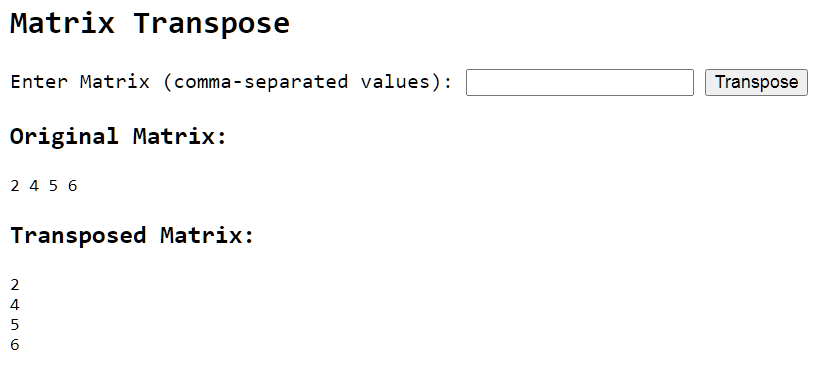 Matrix Transpose
Enter Matrix (comma-separated values): Transpose
Original Matrix:
2 4 5 6
Transposed Matrix:
2
4
5
6